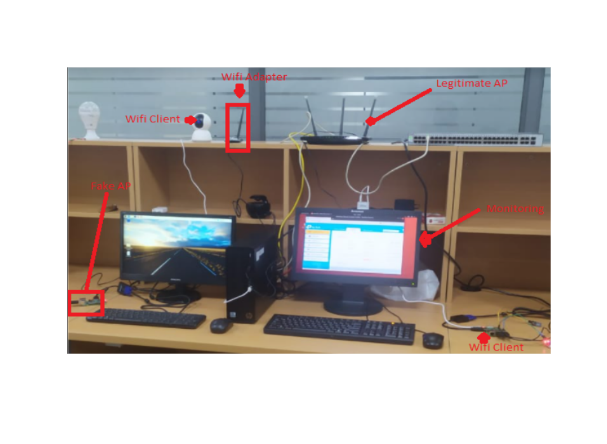 Wifi Adapter
Legitimate AP
Wifi Client
Fake AP
Monitoring
Wifi Client